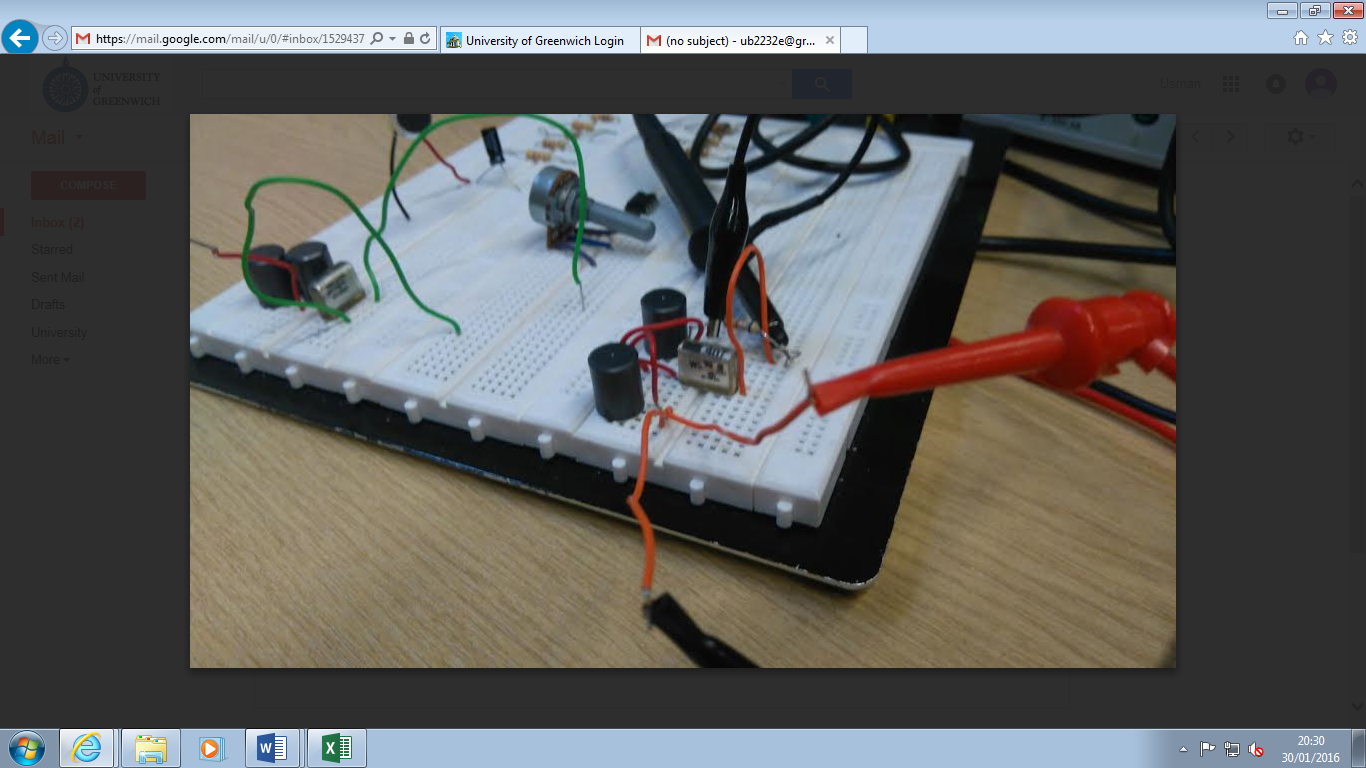 https://mail.google.com/mail/u/0/#inbox/1529437
University of Greenwich Login
(no subject) - ub2232e@gr...
UNIVERSITY
of
GREENWICH
Usman
Mail
COMPOSE
Inbox (2)
Starred
Sent Mail
Drafts
University
More
20:30
30/01/2016